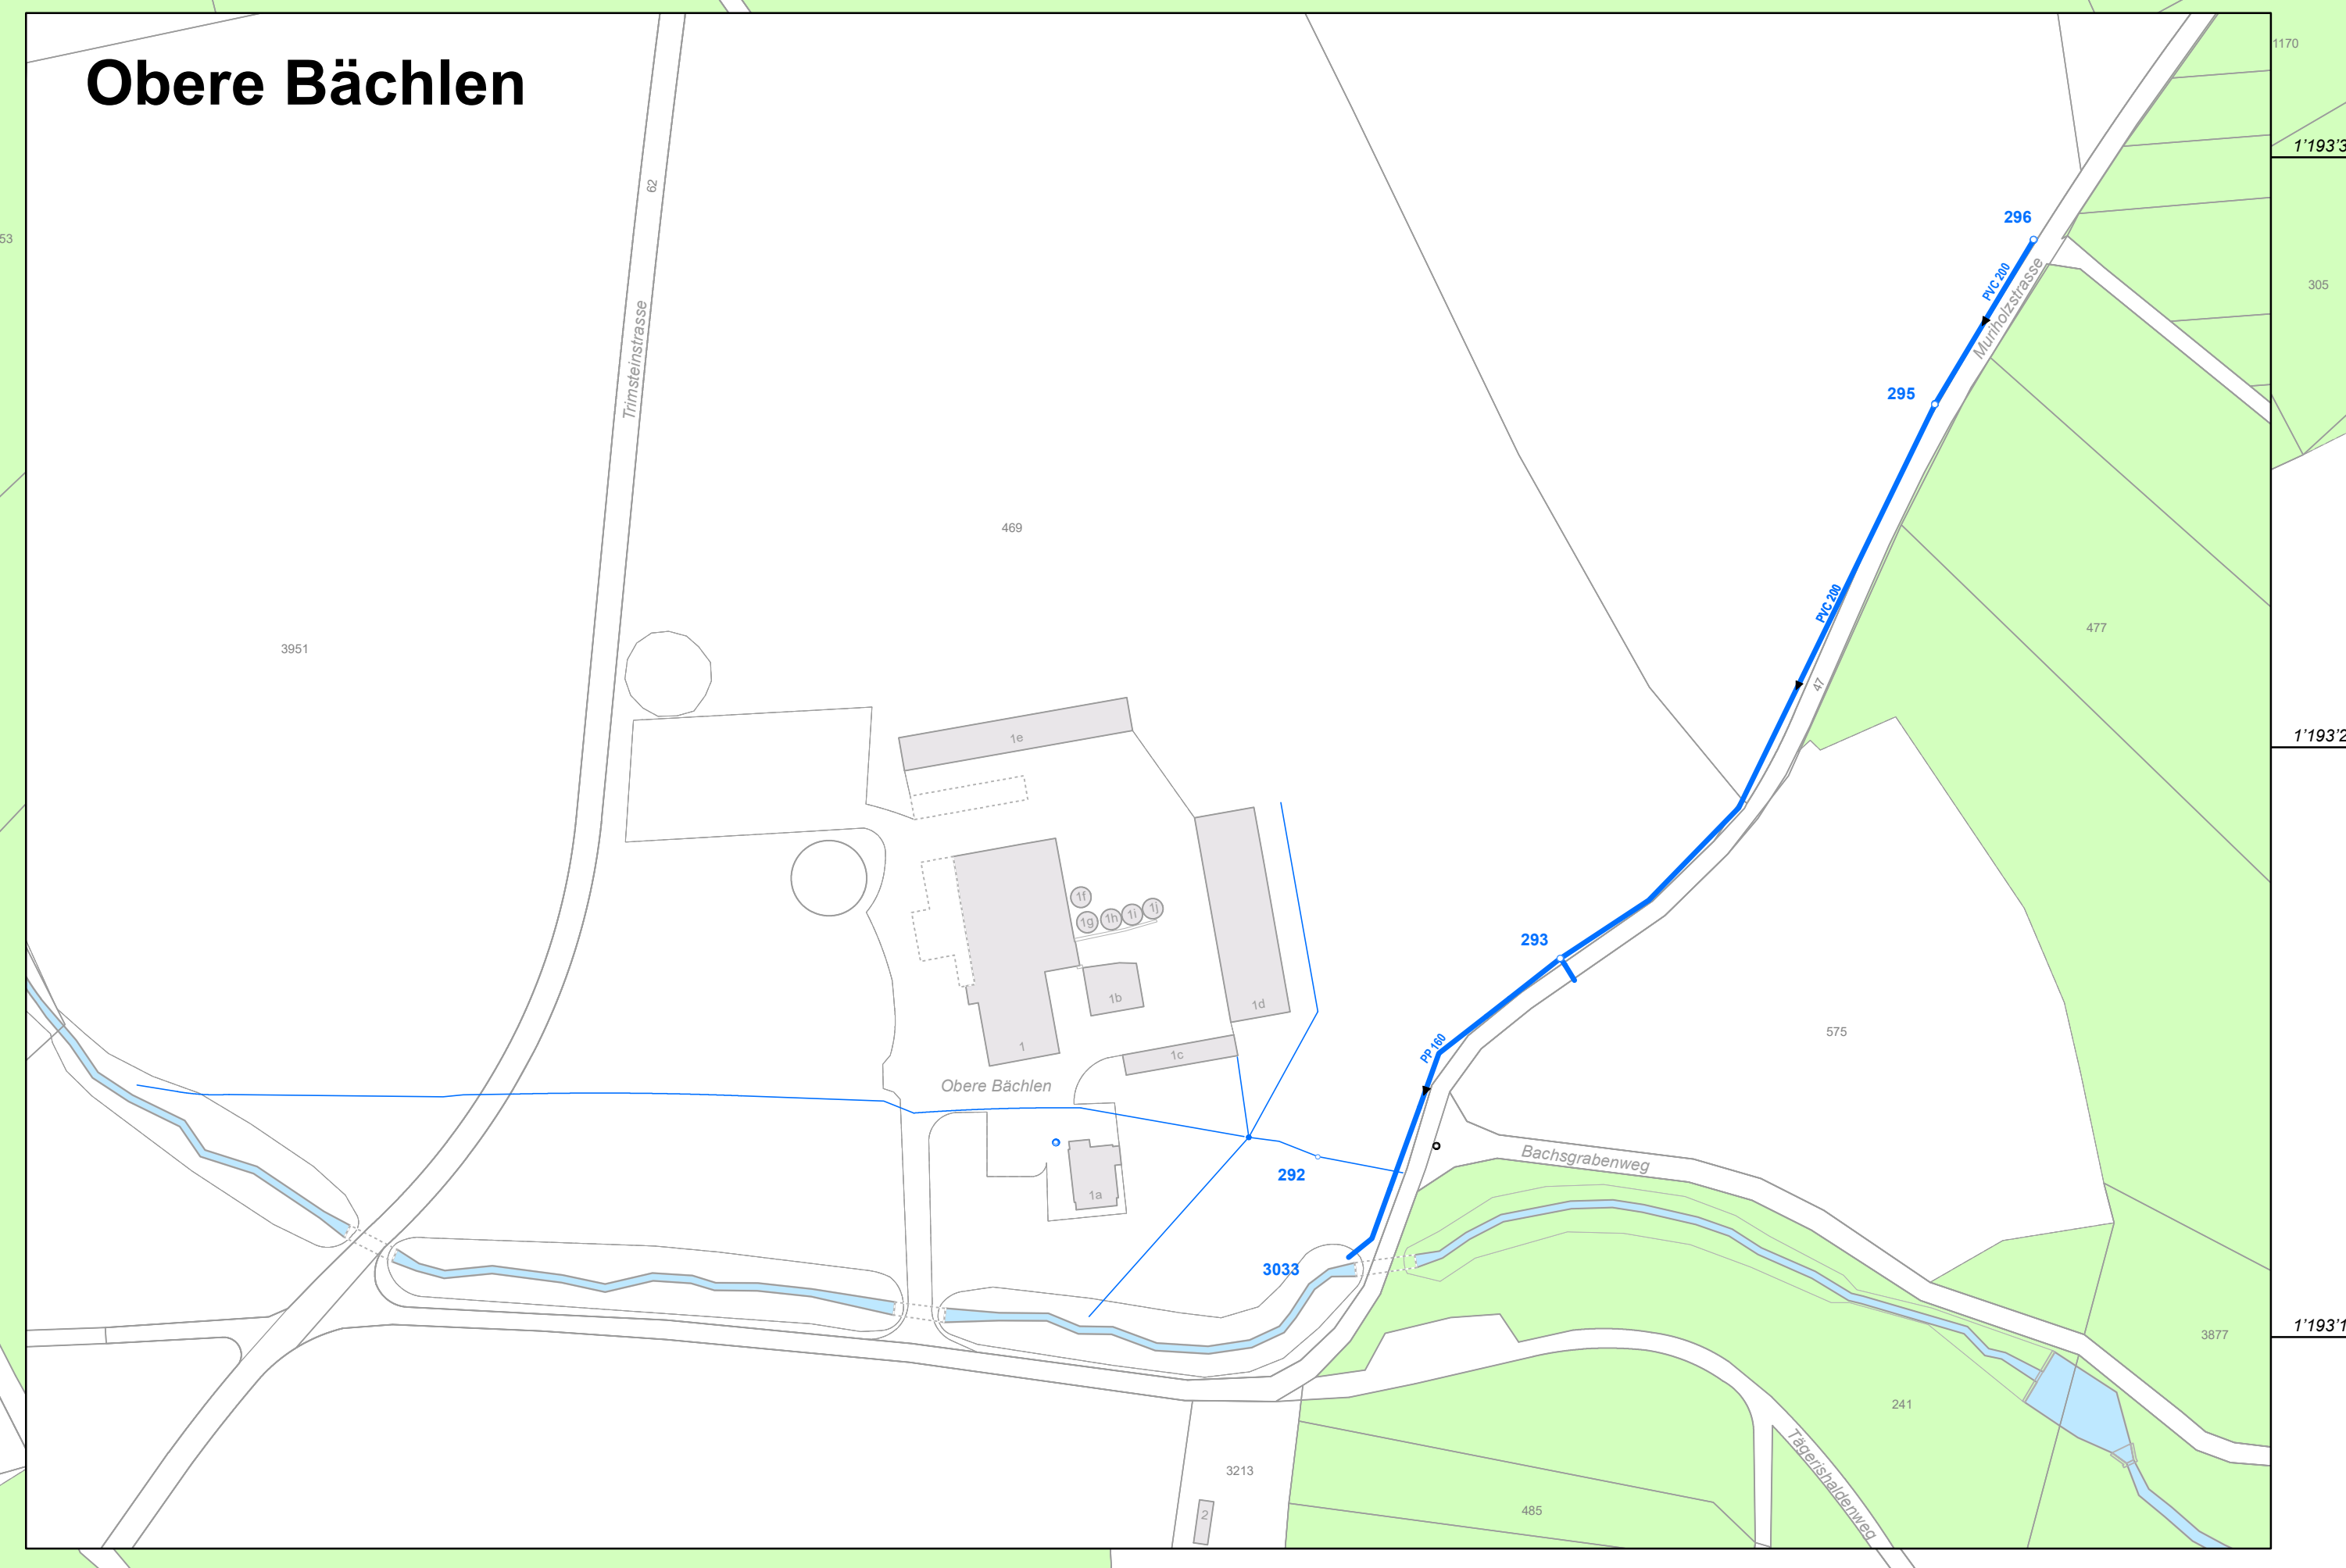 Obere Bächlen
1170
1'193'3
62
296
53
PVC 200
Muriholzstrasse
305
Trimsteinstrasse
295
469
PVC 200
477
3951
47
1e
1f
1g
1h
1i
1j
293
1b
1d
575
1
1c
PP 160
Obere Bächlen
292
Bachsgrabenweg
1a
3033
1'193'2
1'193'1
3877
241
3213
Tägerishaldenweg
485
2